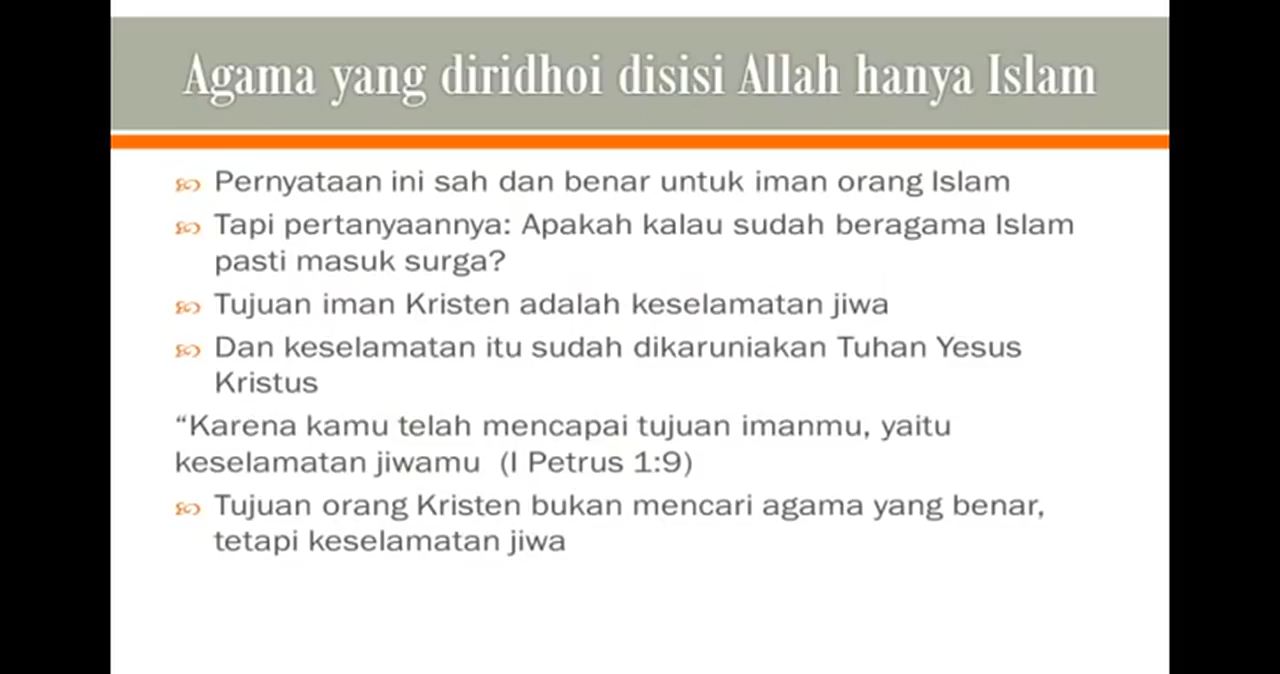 Agama yang diridhoi disisi Allah hanya Islam
Pernyataan ini sah dan benar untuk iman orang Islam
Tapi pertanyaannya: Apakah kalau sudah beragama Islam
pasti masuk surga?
Tujuan iman Kristen adalah keselamatan jiwa
Dan keselamatan itu sudah dikaruniakan Tuhan Yesus
Kristus
“Karena kamu telah mencapai tujuan imanmu, yaitu
keselamatan jiwamu  (I Petrus 1:9)
Tujuan orang Kristen bukan mencari agama yang benar,
tetapi keselamatan jiwa